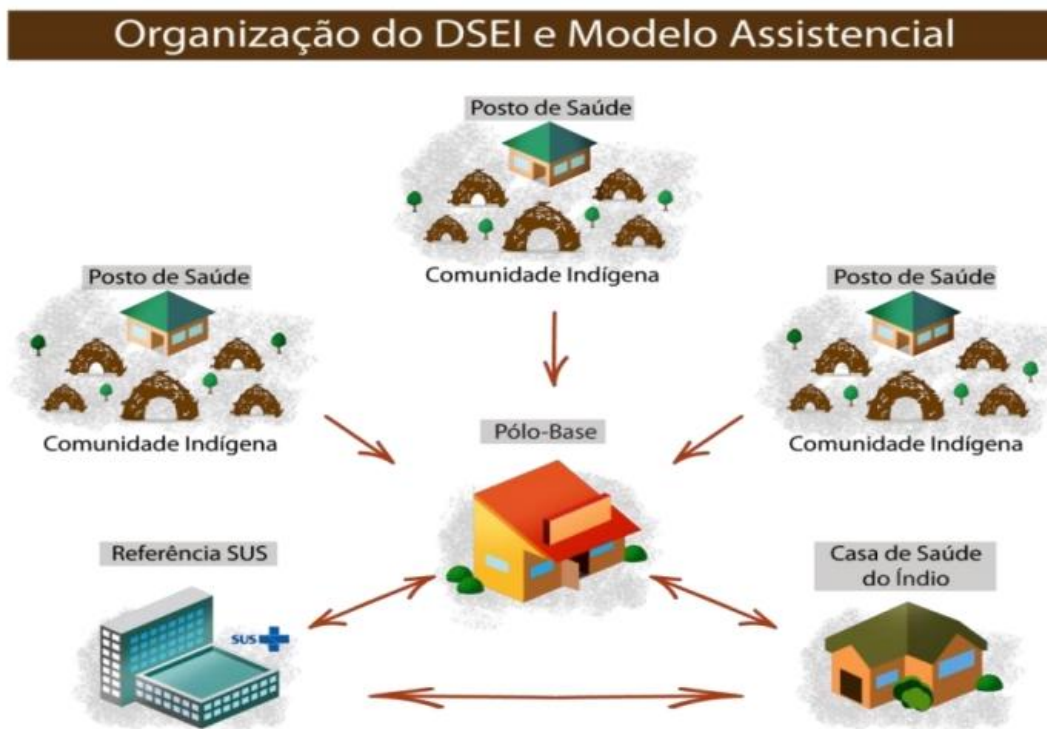 Organização do DSEI e Modelo Assistencial
Posto de Saúde
Comunidade Indígena
Posto de Saúde
Comunidade Indígena
Posto de Saúde
Comunidade Indígena
Pólo-Base
Referência SUS
SUS
Casa de Saúde
do Índio